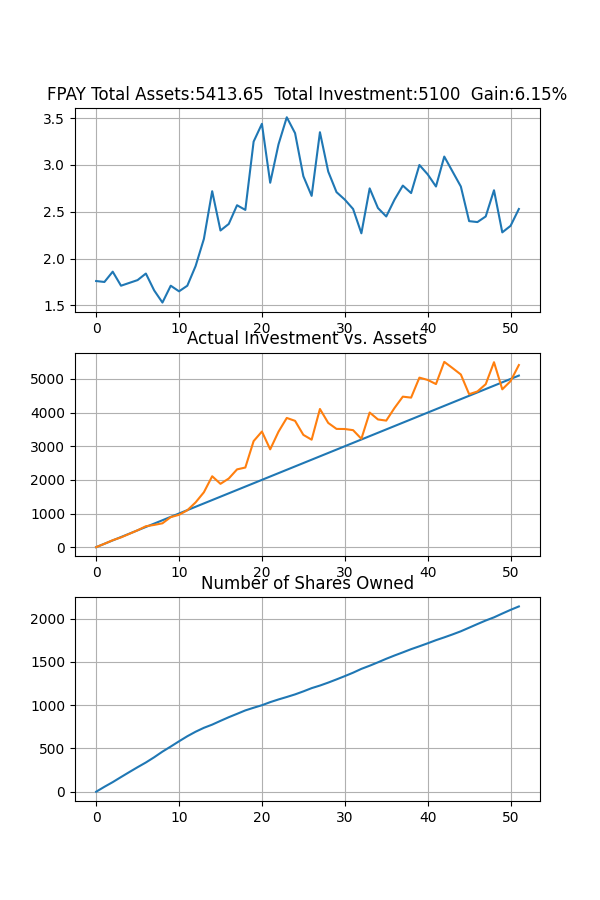 FPAY Total Assets:5413.65  Total Investment:5100  Gain:6.15%
3.5
3.0
2.5
2.0
1.5
0 10 20 30 40 50
Actual Investment vs. Assets
5000
4000
3000
2000
1000
0
0 10 20 30 40 50
Number of Shares Owned
2000
1500
1000
500
0
0 10 20 30 40 50